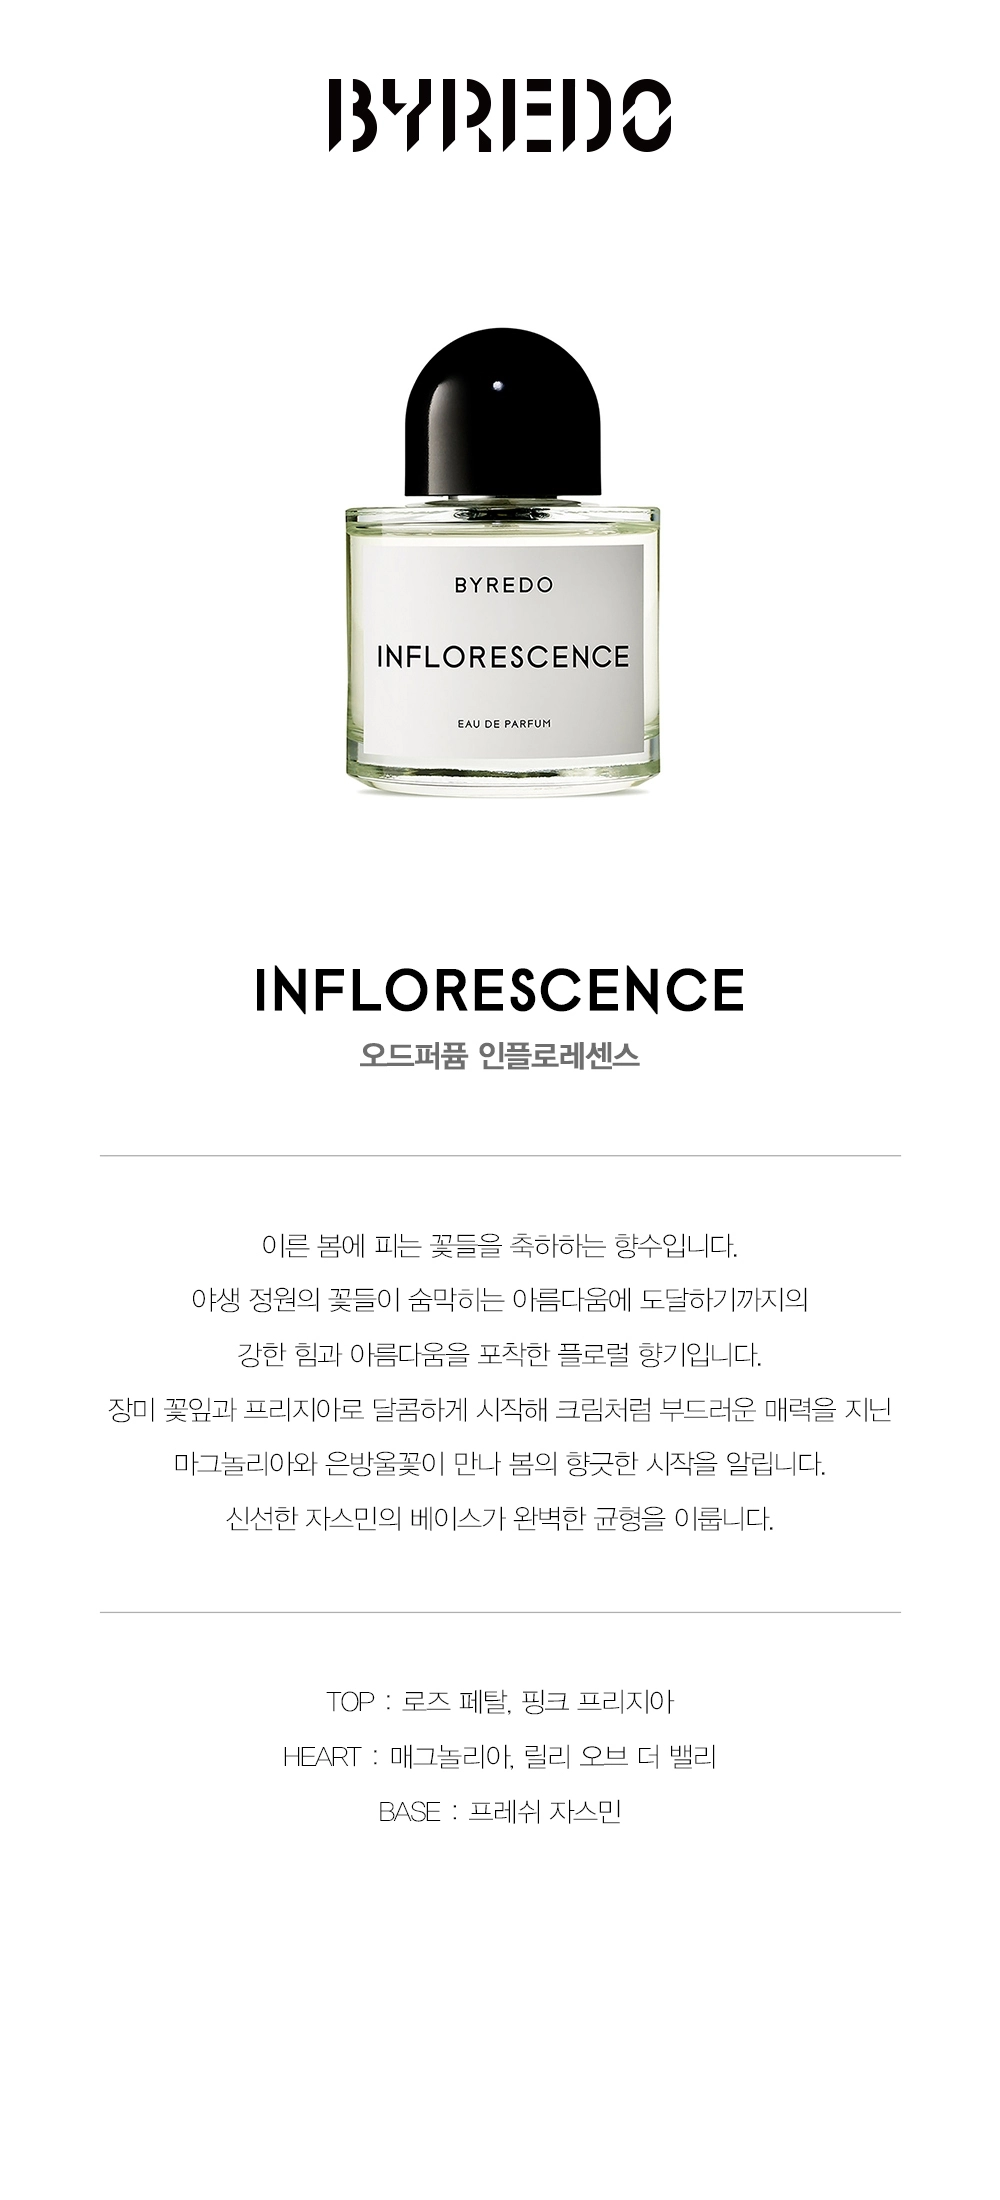 BYREDO
BYREDO
INFLORESCENCE
EAU DE PARFUM
INFLORESCENCE
오드퍼퓸 인플로레센스
이른 봄에 피는 꽃들을 축하하는 향수입니다.
야생 정원의 꽃들이 숨막히는 아름다움에 도달하기까지의
강한 힘과 아름다움을 포착한 플로럴 향기입니다.
장미 꽃잎과 프리지아로 달콤하게 시작해 크림처럼 부드러운 매력을 지닌
마그놀리아와 은방울꽃이 만나 봄의 향긋한 시작을 알립니다.
신선한 자스민의 베이스가 완벽한 균형을 이룹니다.
TOP : 로즈 페탈, 핑크 프리지아
HEART : 매그놀리아, 릴리 오브 더 밸리
BASE : 프레쉬 자스민